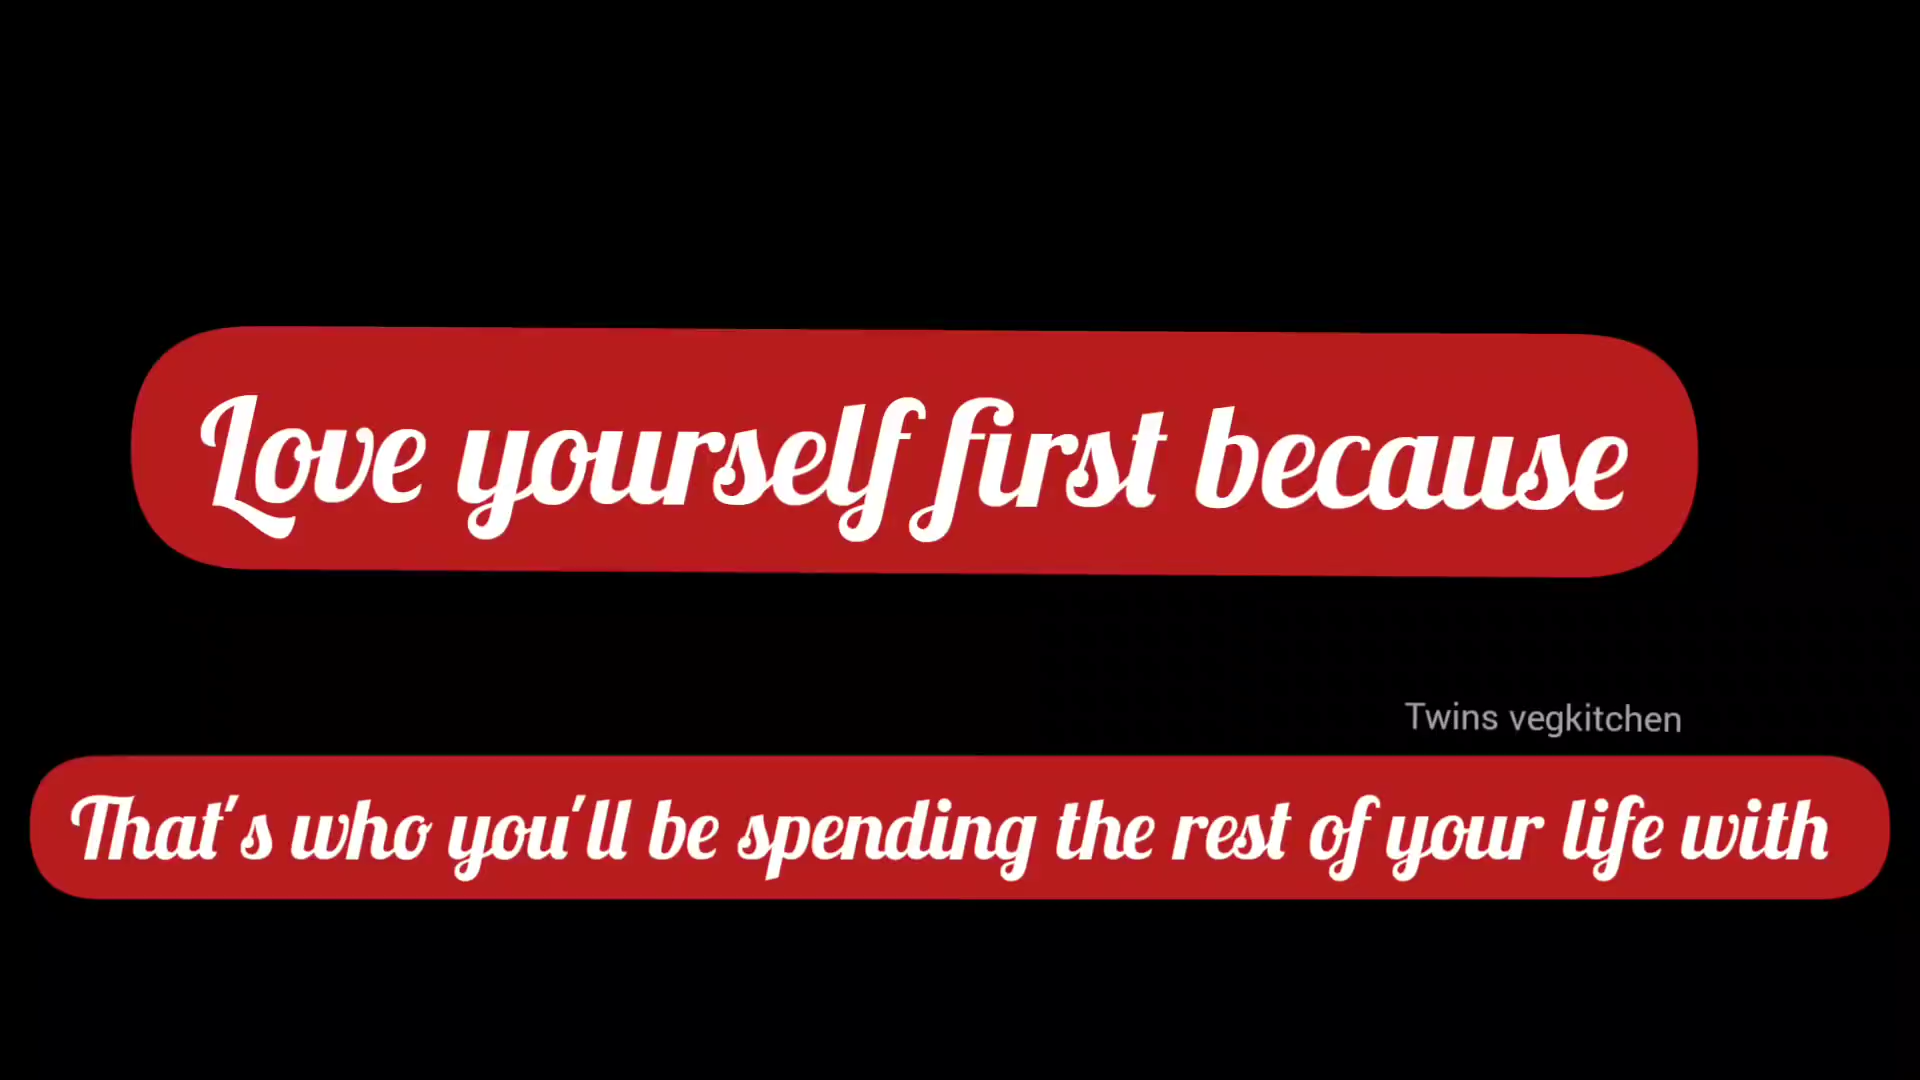 Love yourself first because
Twins vegkitchen
That's who you'll be spending the rest of your life with